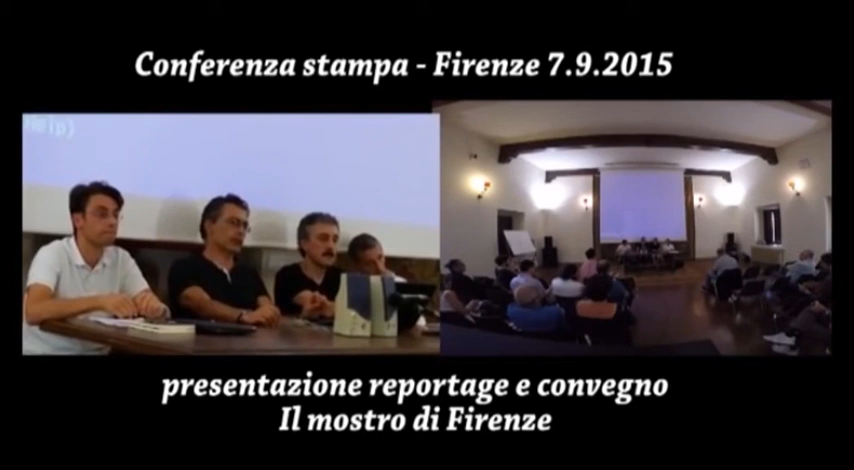 Conferenza stampa - Firenze 7.9.2015
presentazione reportage e convegno
Il mostro di Firenze